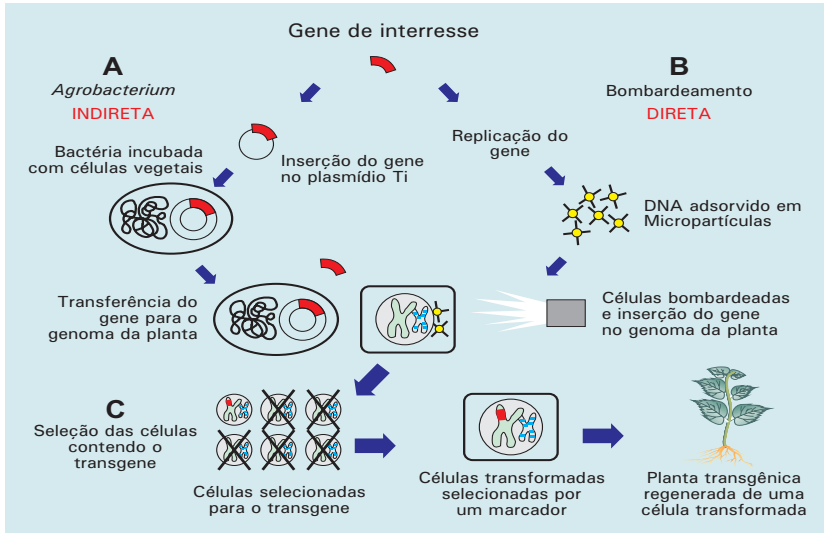 Gene de interresse
A
Agrobacterium
INDIRETA
B
Bombardeamento
DIRETA
Bactéria incubada
com células vegetais
Inserção do gene
no plasmídio Ti
Replicação do
gene
DNA adsorvido em
Micropartículas
Transferência do
gene para o
genoma da planta
Células bombardeadas
e inserção do gene
no genoma da planta
C
Seleção das células
contendo o
transgene
Células selecionadas
para o transgene
Células transformadas
selecionadas por
um marcador
Planta transgênica
regenerada de uma
célula transformada